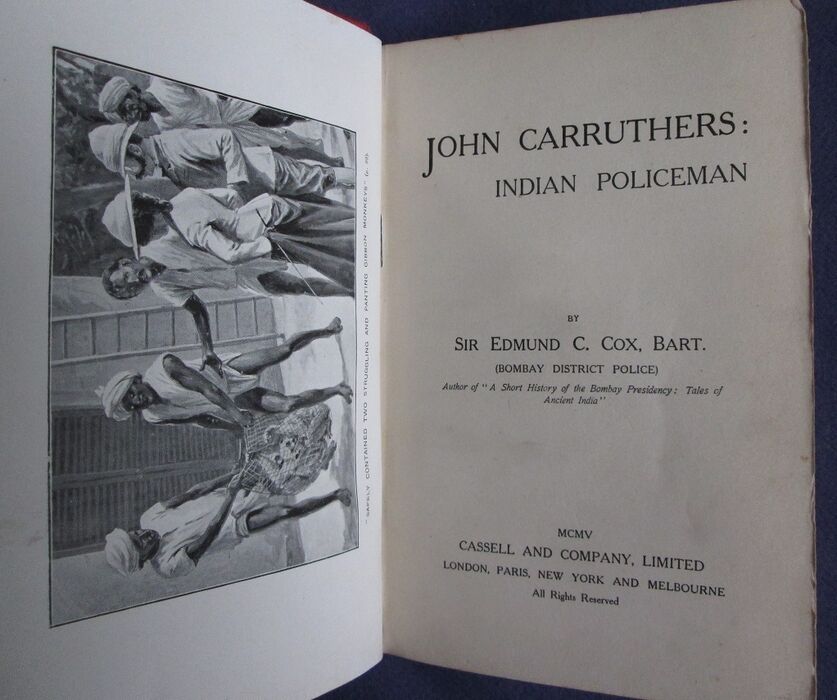 "SAFELY CONTAINED TWO STRUGGLING AND PANTING GIBBON MONKEYS"
JOHN CARRUTHERS:
INDIAN POLICEMAN
BY
SIR EDMUND C. COX, BART.
(BOMBAY DISTRICT POLICE)
Author of "A Short History of the Bombay Presidency: Tales of
Ancient India"
MCMV
CASSELL AND COMPANY, LIMITED
LONDON, PARIS, NEW YORK AND MELBOURNE
All Rights Reserved